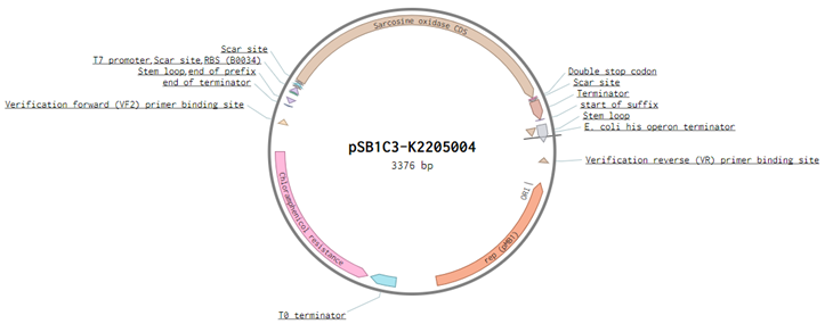 Sarcosine oxidase CDS
Scar site
T7 promoter,Scar site,RBS (B0034)
Stem loop,end of prefix
end of terminator
Verification forward (VF2) primer binding site
Double stop codon
Scar site
Terminator
start of suffix
Stem loop
E. coli his operon terminator
Verification reverse (VR) primer binding site
pSB1C3-K2205004
3376 bp
Chloramphenicol resistance
ORI
rep (pMB1)
T0 terminator